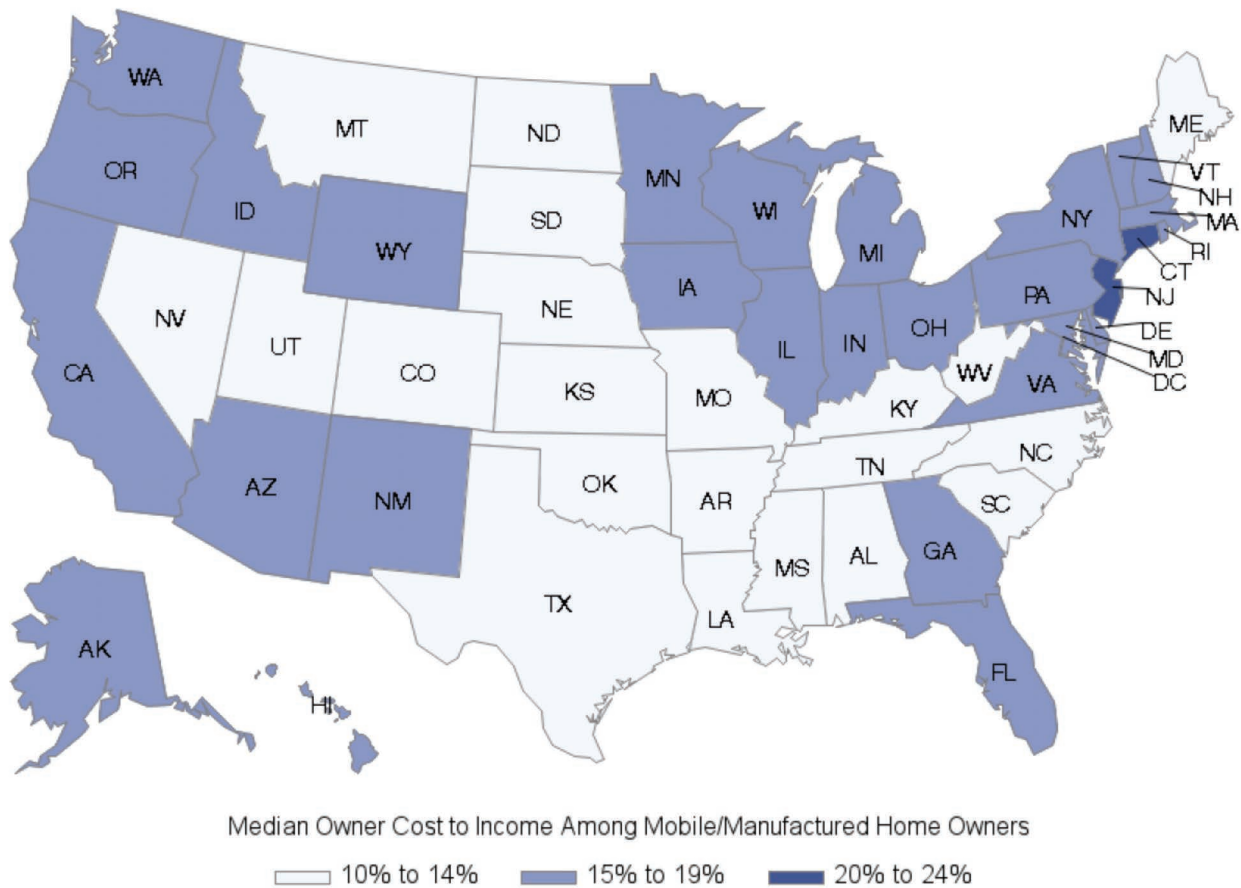 WA
MT
ND
ME
OR
MN
VT
ID
SD
WI
NH
NY
MA
WY
MI
RI
CT
IA
PA
NJ
NE
NV
OH
DE
UT
IL
IN
MD
CA
CO
WV
DC
KS
MO
VA
KY
NC
TN
AZ
OK
NM
AR
SC
GA
MS
AL
TX
LA
AK
FL
HI
Median Owner Cost to Income Among Mobile/Manufactured Home Owners
10% to 14% 15% to 19% 20% to 24%